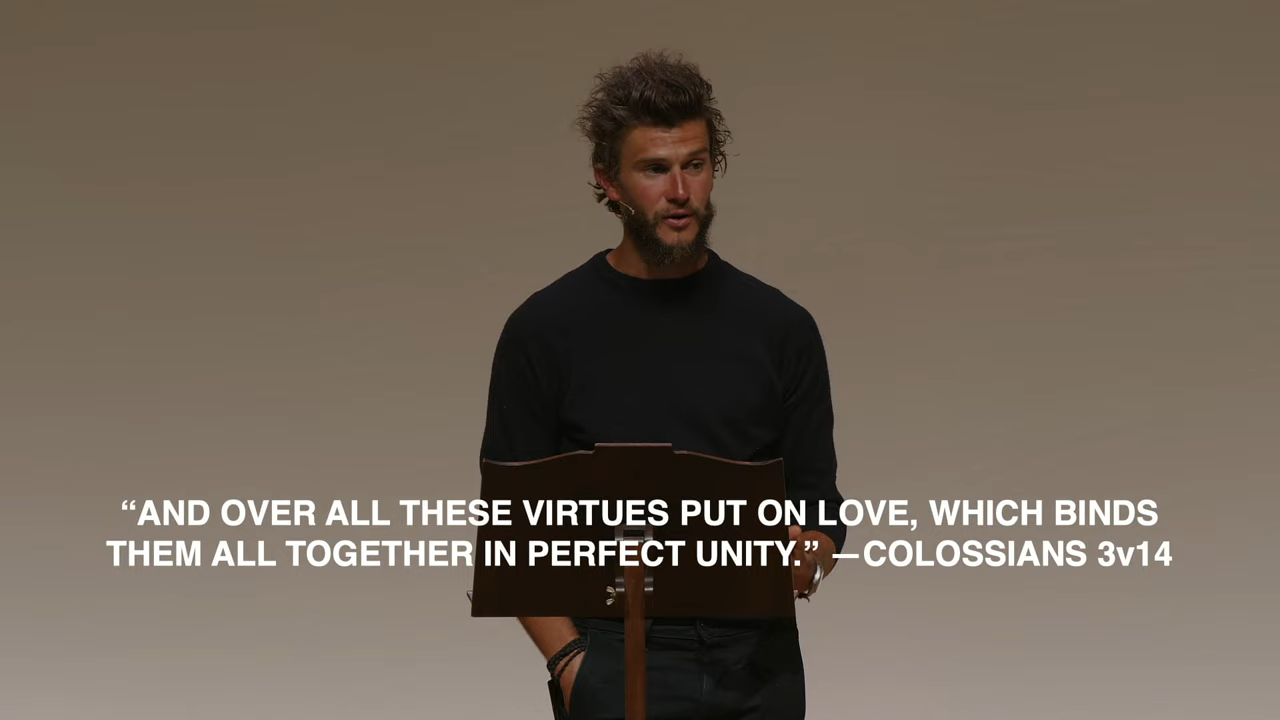 “AND OVER ALL THESE VIRTUES PUT ON LOVE, WHICH BINDS
THEM ALL TOGETHER IN PERFECT UNITY.” —COLOSSIANS 3v14